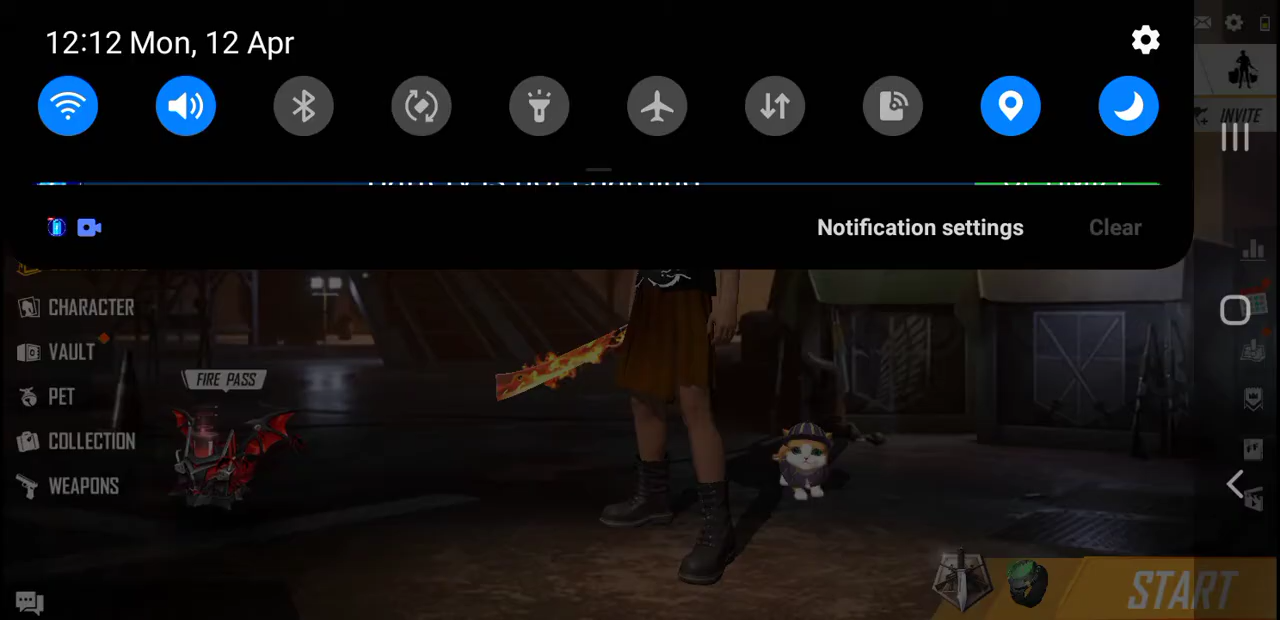 12:12 Mon, 12 Apr
INVITE
Notification settings
Clear
CHARACTER
VAULT
FIRE PASS
PET
COLLECTION
WEAPONS
START